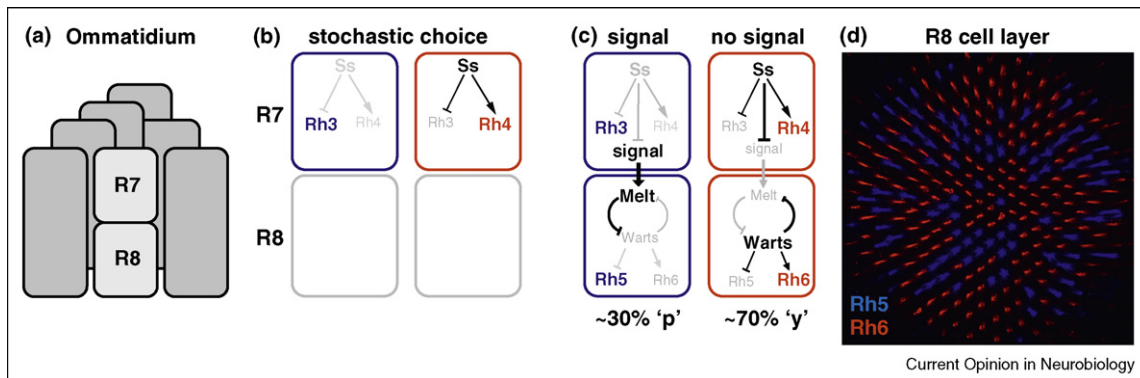 (a) Ommatidium
R7
R8
(b) stochastic choice
R7
R8
Ss
Rh3 Rh4
Ss
Rh3 Rh4
(c) signal no signal
Ss
Rh3 Rh4
signal
Melt
Warts
Rh5 Rh6
~30% ‘p’
Ss
Rh3 Rh4
signal
Melt
Warts
Rh5 Rh6
~70% ‘y’
(d) R8 cell layer
Rh5
Rh6
Current Opinion in Neurobiology